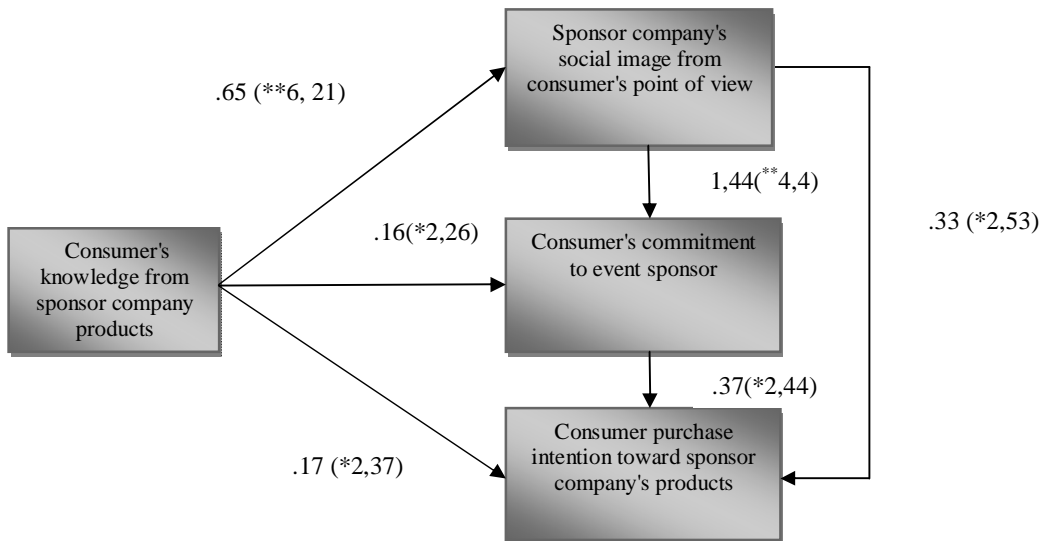 Sponsor company's
social image from
consumer's point of view
.65 (**6, 21)
1,44(**4,4)
.33 (*2,53)
.16(*2,26)
Consumer's
knowledge from
sponsor company
products
Consumer's commitment
to event sponsor
.37(*2,44)
.17 (*2,37)
Consumer purchase
intention toward sponsor
company's products